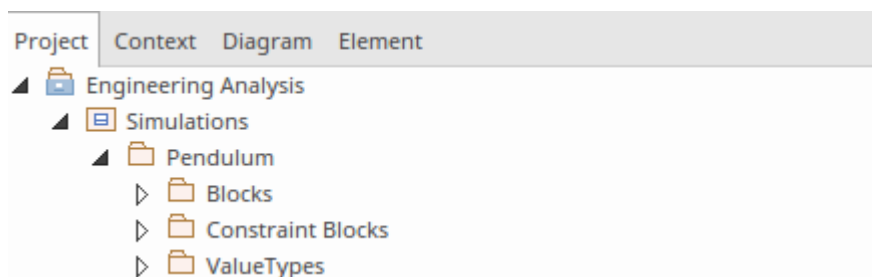 Project Context Diagram Element
Engineering Analysis
Simulations
Pendulum
Blocks
Constraint Blocks
ValueTypes